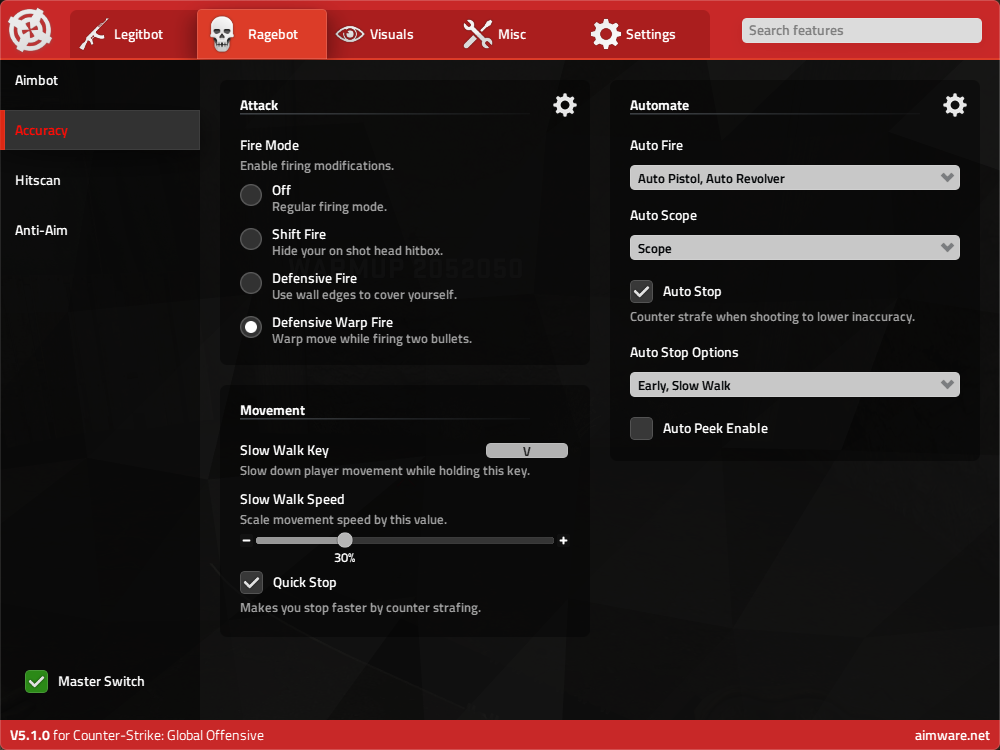 Legitbot
Ragebot
Visuals
Misc
Settings
Search features
Aimbot
Accuracy
Hitscan
Anti-Aim
Attack
Fire Mode
Enable firing modifications.
Off
Regular firing mode.
Shift Fire
Hide your on shot head hitbox.
WARMUP 2062060
Defensive Fire
Use wall edges to cover yourself.
Defensive Warp Fire
Warp move while firing two bullets.
Movement
Slow Walk Key
V
Slow down player movement while holding this key.
Slow Walk Speed
Scale movement speed by this value.
30%
Quick Stop
Makes you stop faster by counter strafing.
Automate
Auto Fire
Auto Pistol, Auto Revolver
Auto Scope
Scope
Auto Stop
Counter strafe when shooting to lower inaccuracy.
Auto Stop Options
Early, Slow Walk
Auto Peek Enable
Master Switch
V5.1.0 for Counter-Strike: Global Offensive
aimware.net